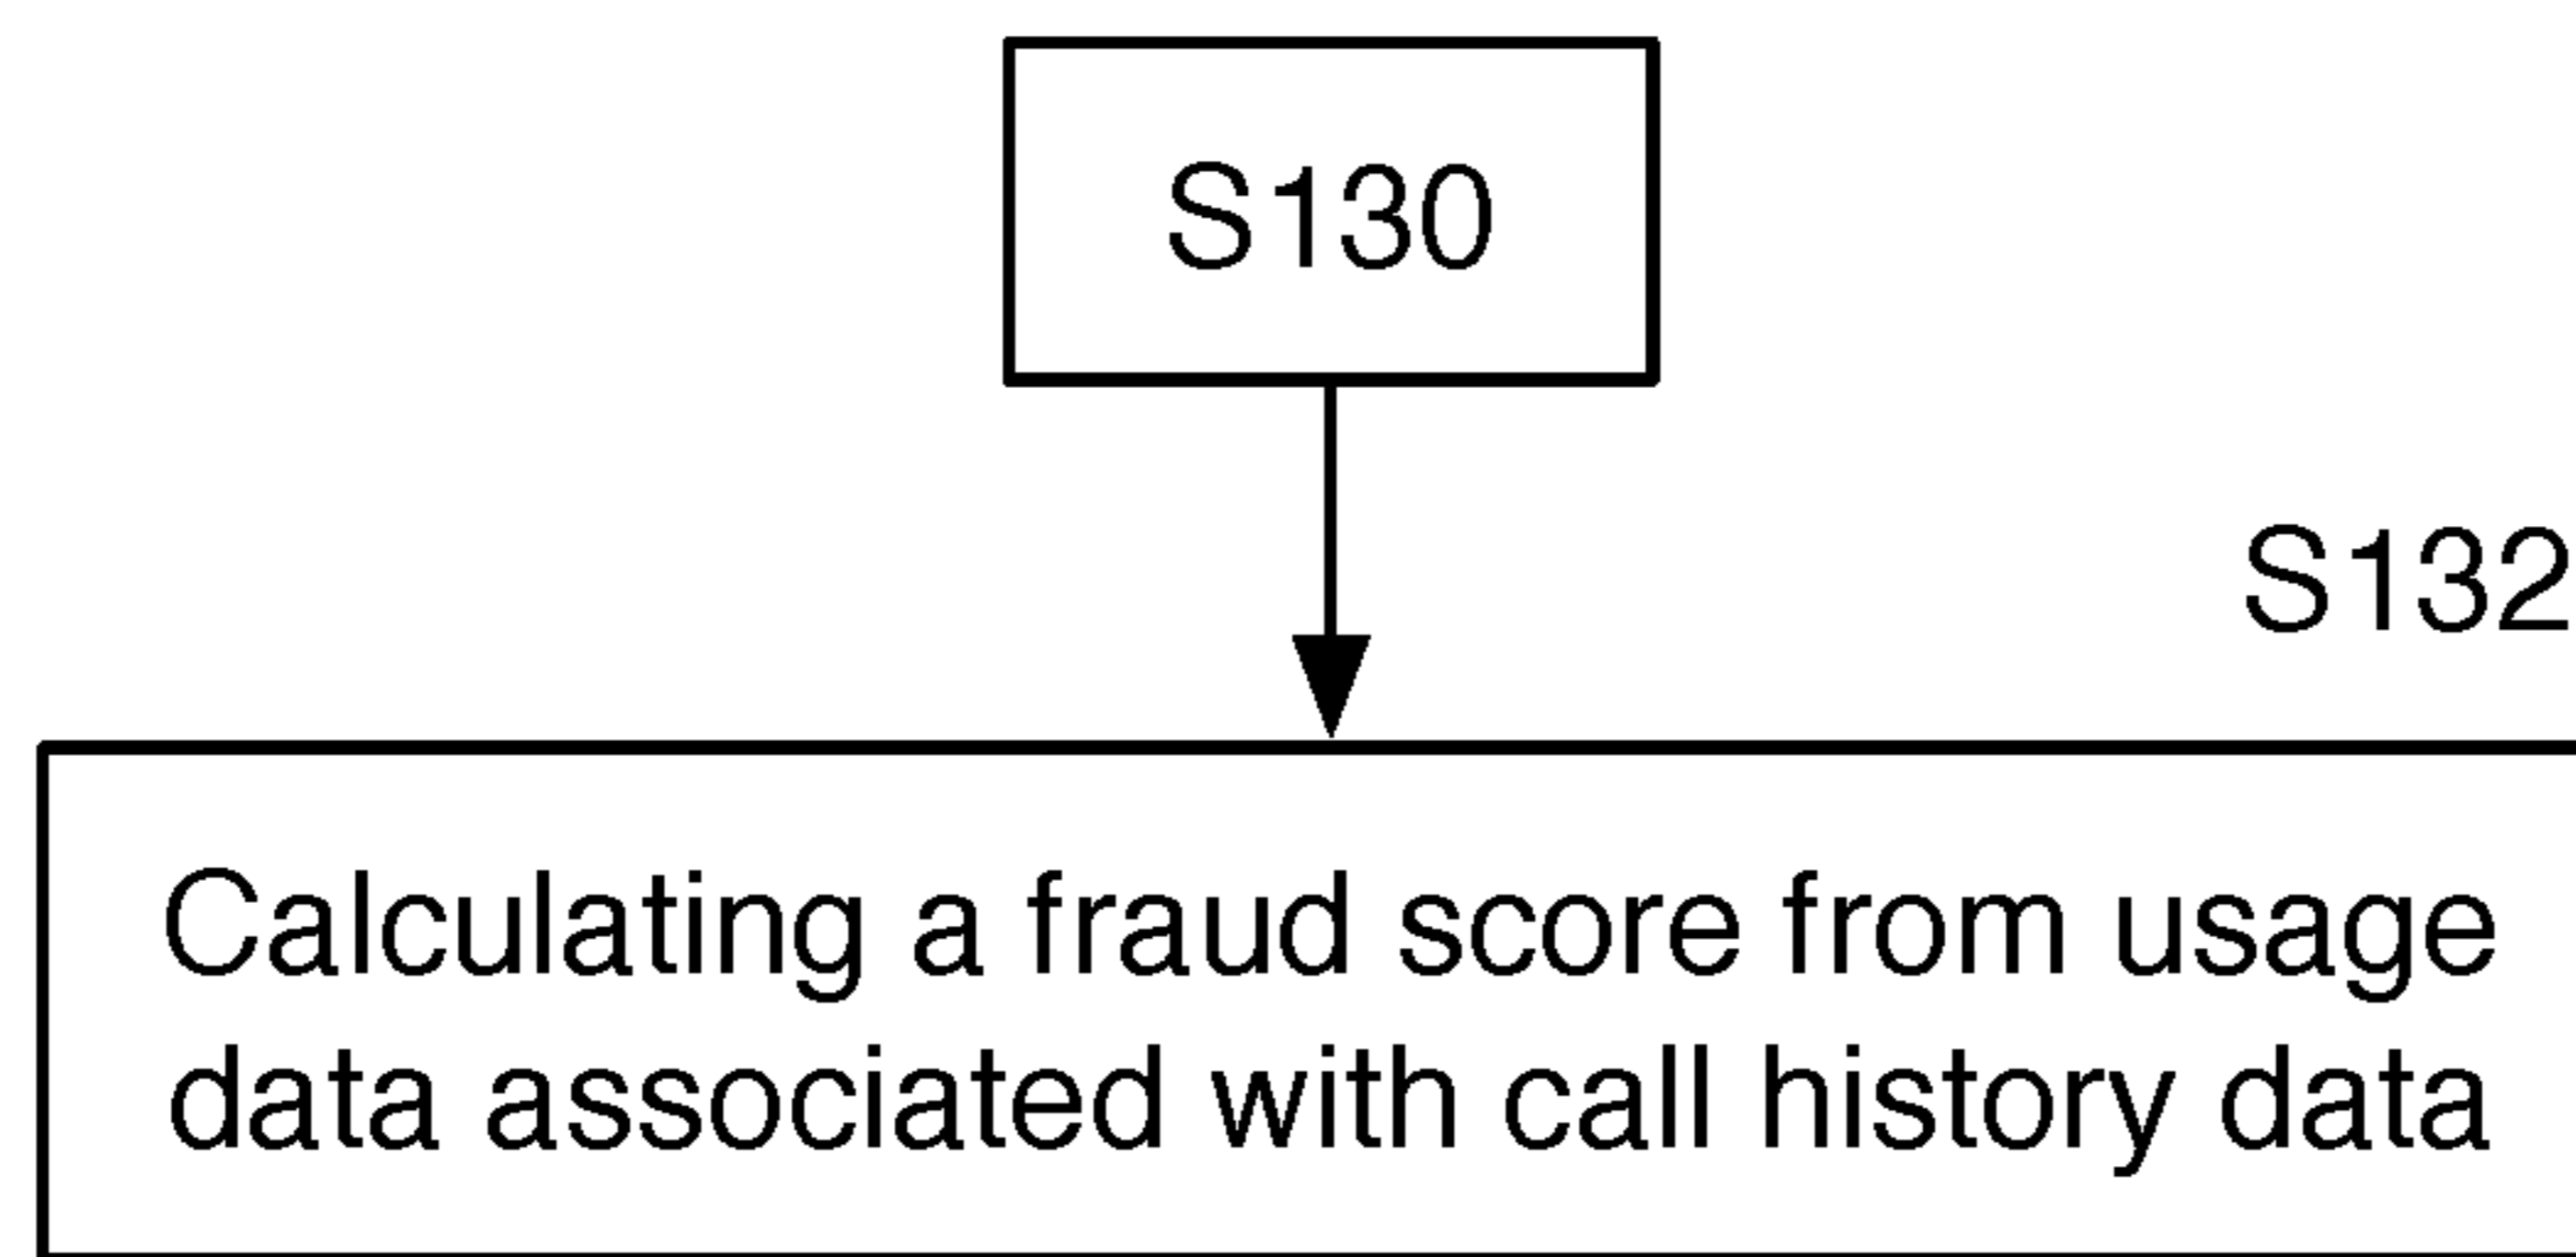 S130
S132
Calculating a fraud score from usage
data associated with call history data